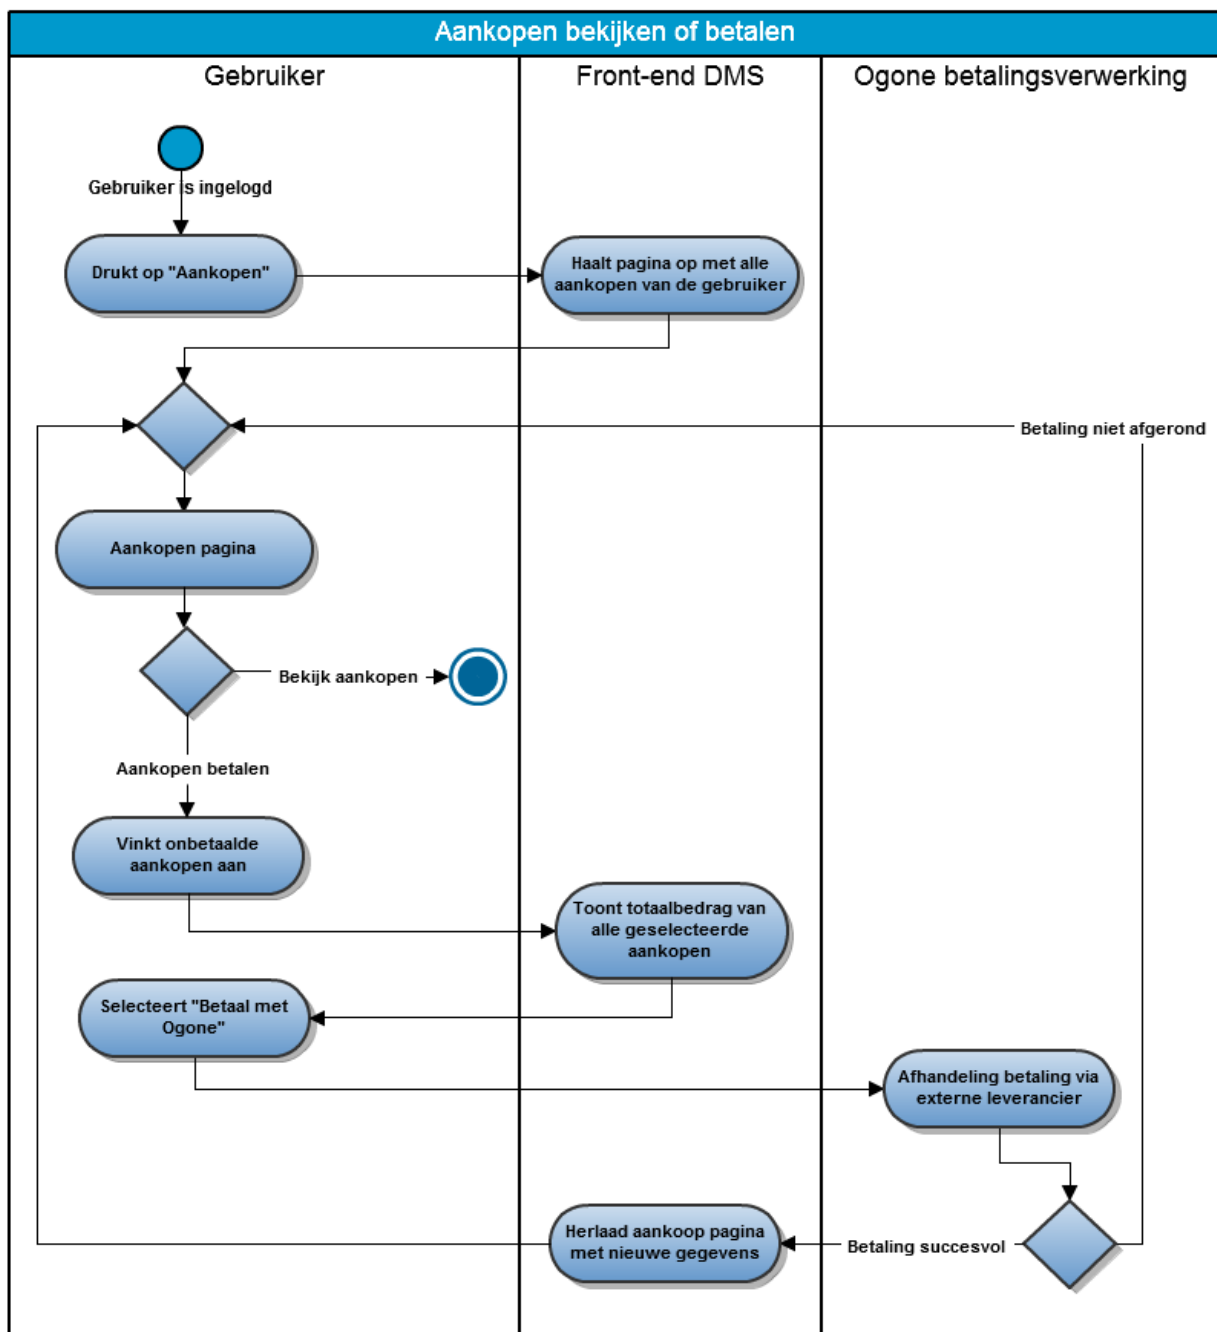 Aankopen bekijken of betalen
Gebruiker
Front-end DMS
Ogone betalingsverwerking
Gebruiker is ingelogd
Drukt op "Aankopen"
Haalt pagina op met alle
aankopen van de gebruiker
Betaling niet afgerond
Aankopen pagina
Bekijk aankopen
Aankopen betalen
Vinkt onbetaalde
aankopen aan
Toont totaalbedrag van
alle geselecteerde
aankopen
Selecteert "Betaal met
Ogone"
Afhandeling betaling via
externe leverancier
Herlaad aankoop pagina
met nieuwe gegevens
Betaling succesvol